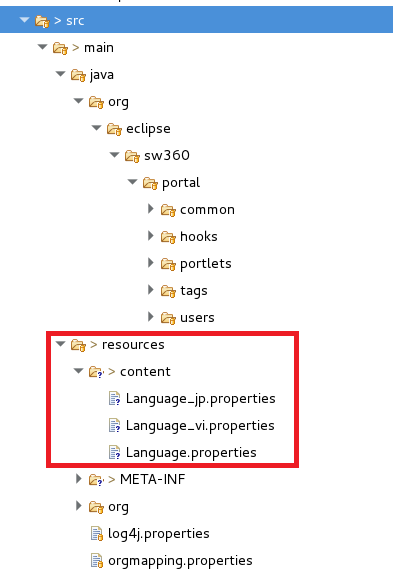 > src
> main
java
org
eclipse
sw360
portal
common
hooks
portlets
tags
users
> resources
> content
Language_jp.properties
Language_vi.properties
Language.properties
> META-INF
org
log4j.properties
orgmapping.properties